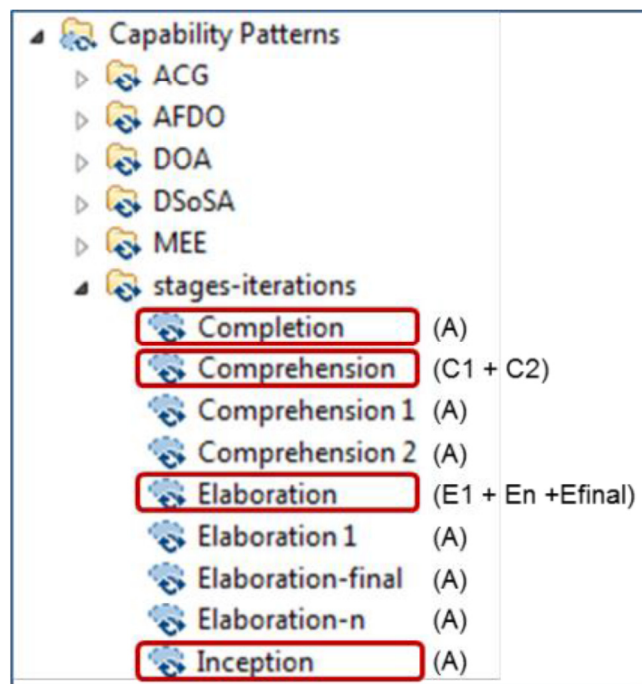 Capability Patterns
ACG
AFDO
DOA
DSoSA
MEE
stages-iterations
Completion (A)
Comprehension (C1 + C2)
Comprehension 1 (A)
Comprehension 2 (A)
Elaboration (E1 + En +Efinal)
Elaboration 1 (A)
Elaboration-final (A)
Elaboration-n (A)
Inception (A)